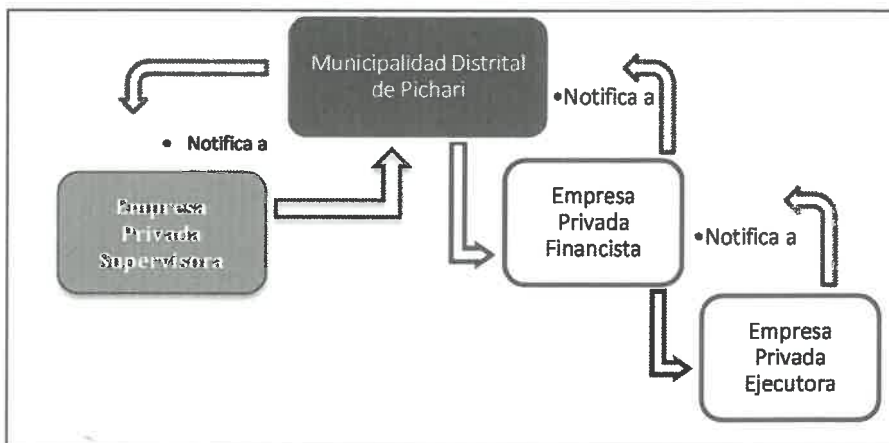 Municipalidad Distrital
de Pichari
•Notifica a
• Notifica a
Empresa
Privada
Supervisora
Empresa
Privada
Financista
•Notifica a
Empresa
Privada
Ejecutora